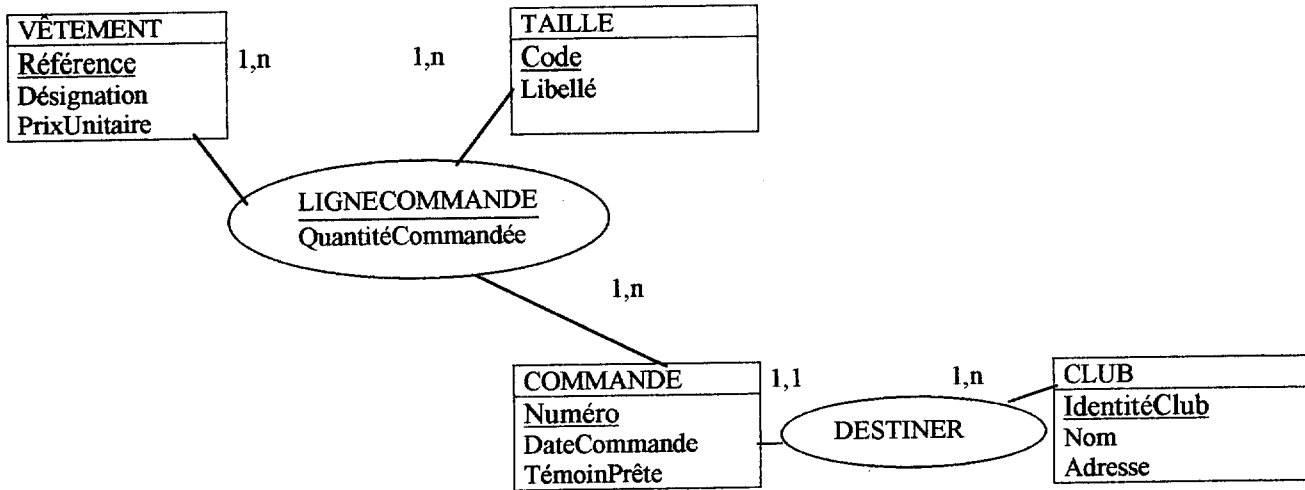 VÊTEMENT
Référence
Désignation
PrixUnitaire
1,n
1,n
TAILLE
Code
Libellé
LIGNECOMMANDE
QuantitéCommandée
1,n
COMMANDE
Numéro
DateCommande
TémoinPrête
1,1
DESTINER
1,n
CLUB
IdentitéClub
Nom
Adresse